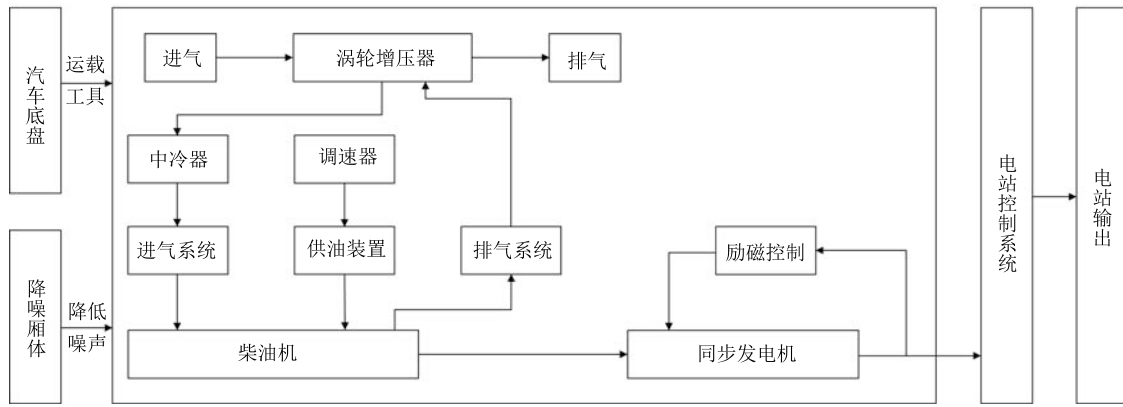 汽车底盘
运载
工具
进气
涡轮增压器
排气
中冷器
调速器
进气系统
供油装置
排气系统
励磁控制
降噪厢体
降低
噪声
柴油机
同步发电机
电站控制系统
电站输出